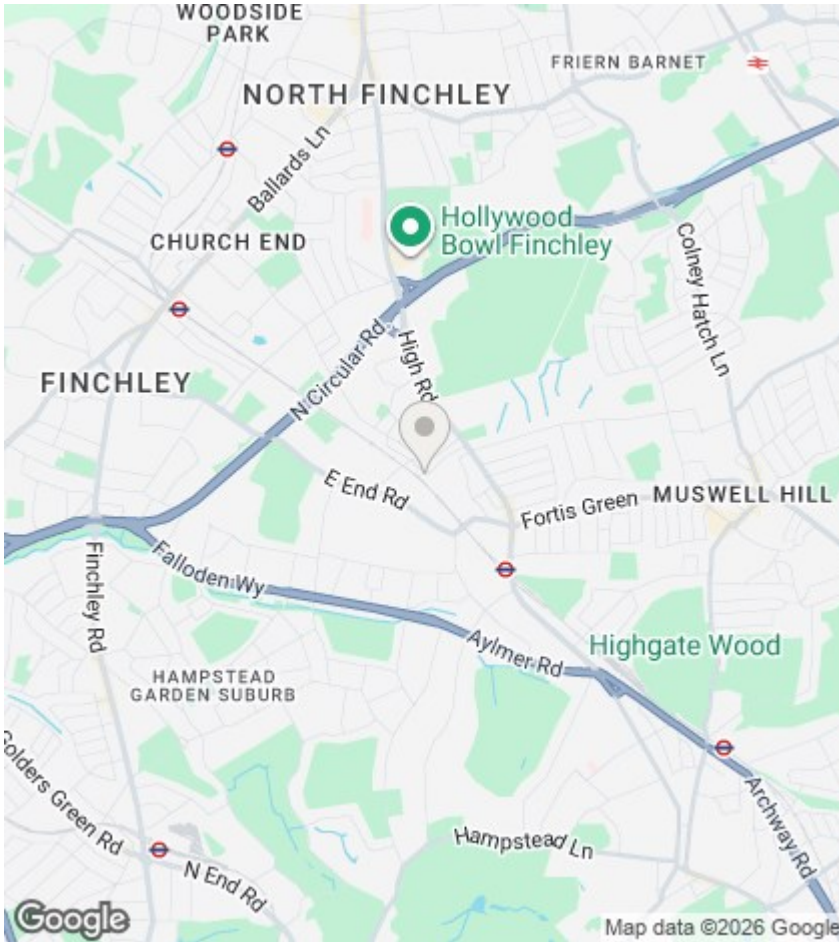 WOODSIDE
PARK
FRIERN BARNET
NORTH FINCHLEY
Ballards Ln
Hollywood
Bowl Finchley
CHURCH END
Colney Hatch Ln
N Circular Rd
High Rd
FINCHLEY
E End Rd
Fortis Green
MUSWELL HILL
Finchley Rd
Falloden Wy
Aylmer Rd
Highgate Wood
HAMPSTEAD
GARDEN SUBURB
Golders Green Rd
Archway Rd
Hampstead Ln
N End Rd
Google
Map data ©2026 Google